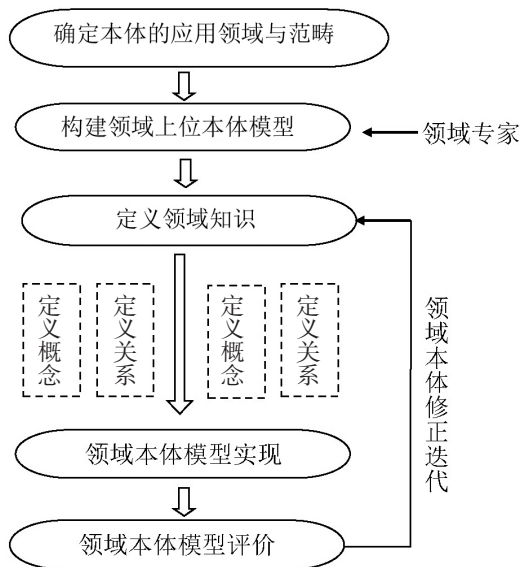 确定本体的应用领域与范畴
构建领域上位本体模型
领域专家
定义领域知识
定义概念
定义关系
定义概念
定义关系
领域本体修正迭代
领域本体模型实现
领域本体模型评价